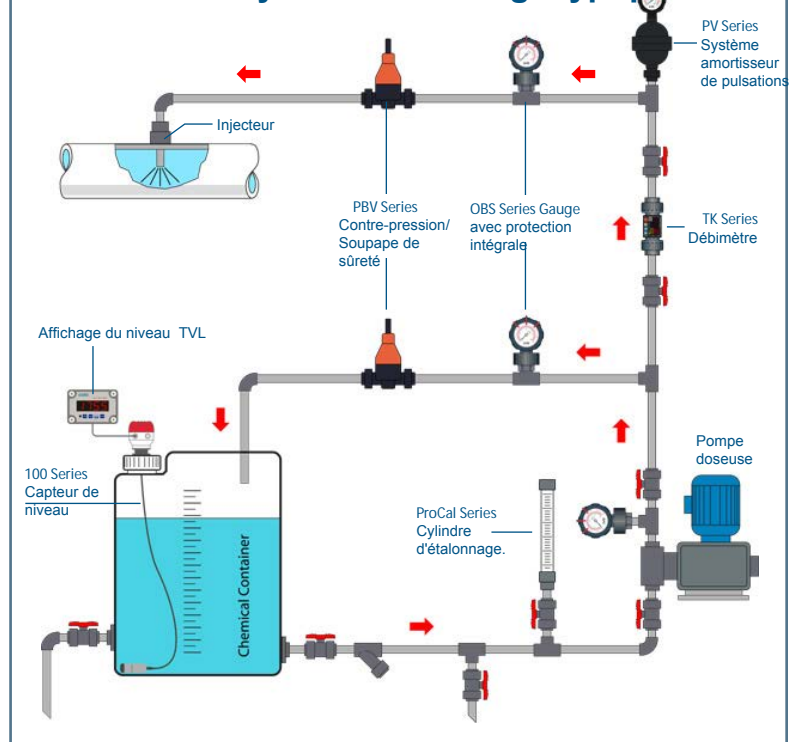 PV Series
Système
amortisseur
de pulsations
Injecteur
PBV Series
Contre-pression/
Soupape de
sûreté
OBS Series Gauge
avec protection
intégrale
TK Series
Débimètre
Affichage du niveau TVL
100 Series
Capteur de
niveau
Chemical Container
ProCal Series
Cylindre
d'étalonnage.
Pompe
doseuse